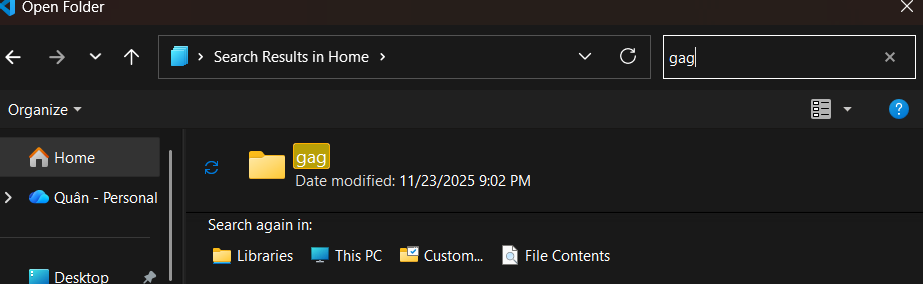 Open Folder
Search Results in Home
gag
Organize
Home
gag
Date modified: 11/23/2025 9:02 PM
Quân - Personal
Search again in:
Libraries
This PC
Custom...
File Contents
Desktop